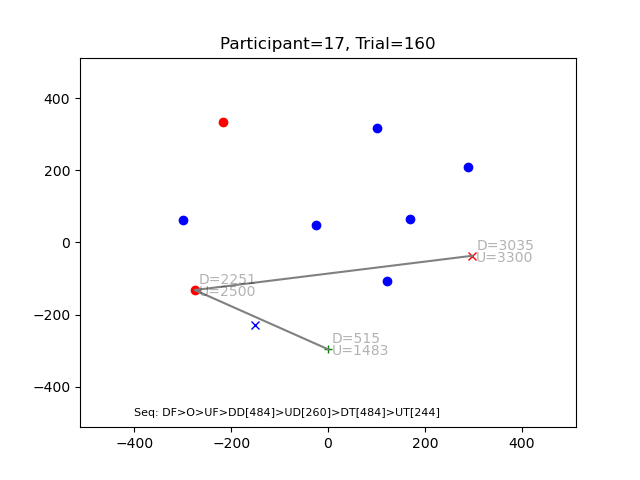 Participant=17, Trial=160
400
200
0
−200
−400
D=3035
U=3300
D=2251
U=2500
D=515
U=1483
Seq: DF>O>UF>DD[484]>UD[260]>DT[484]>UT[244]
−400 −200 0 200 400